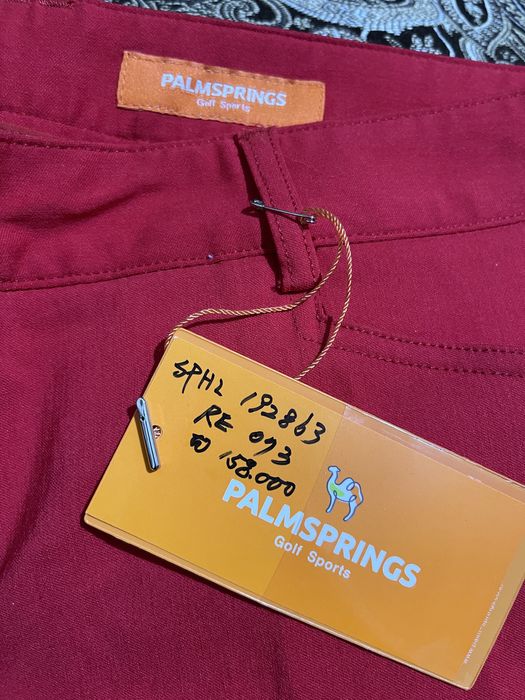 PALMSPRINGS
Golf Sports
SPH2 192863
RE 073
₩ 158.000
PALMSPRINGS
Golf Sports